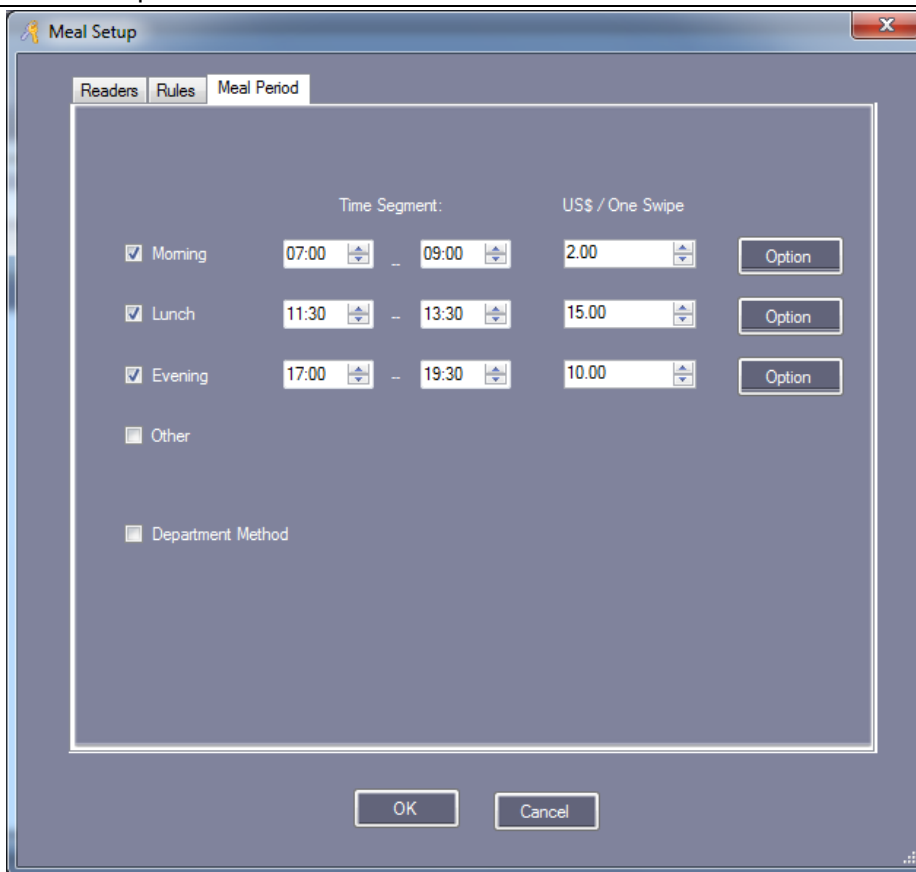 Meal Setup
Readers Rules Meal Period
Time Segment: US$ / One Swipe
Morning 07:00 -- 09:00 2.00 Option
Lunch 11:30 -- 13:30 15.00 Option
Evening 17:00 -- 19:30 10.00 Option
Other
Department Method
OK Cancel